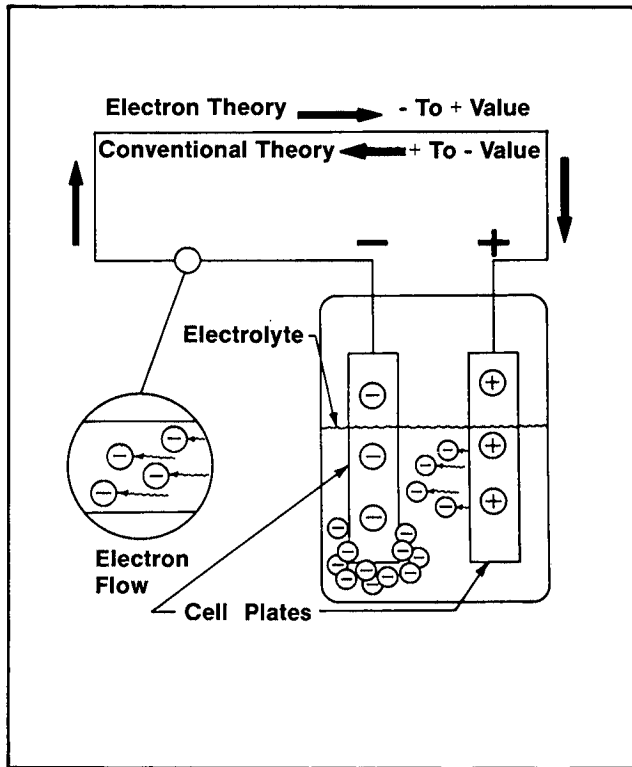 Electron Theory - To + Value
Conventional Theory + To - Value
- +
Electrolyte
Electron
Flow
Cell Plates